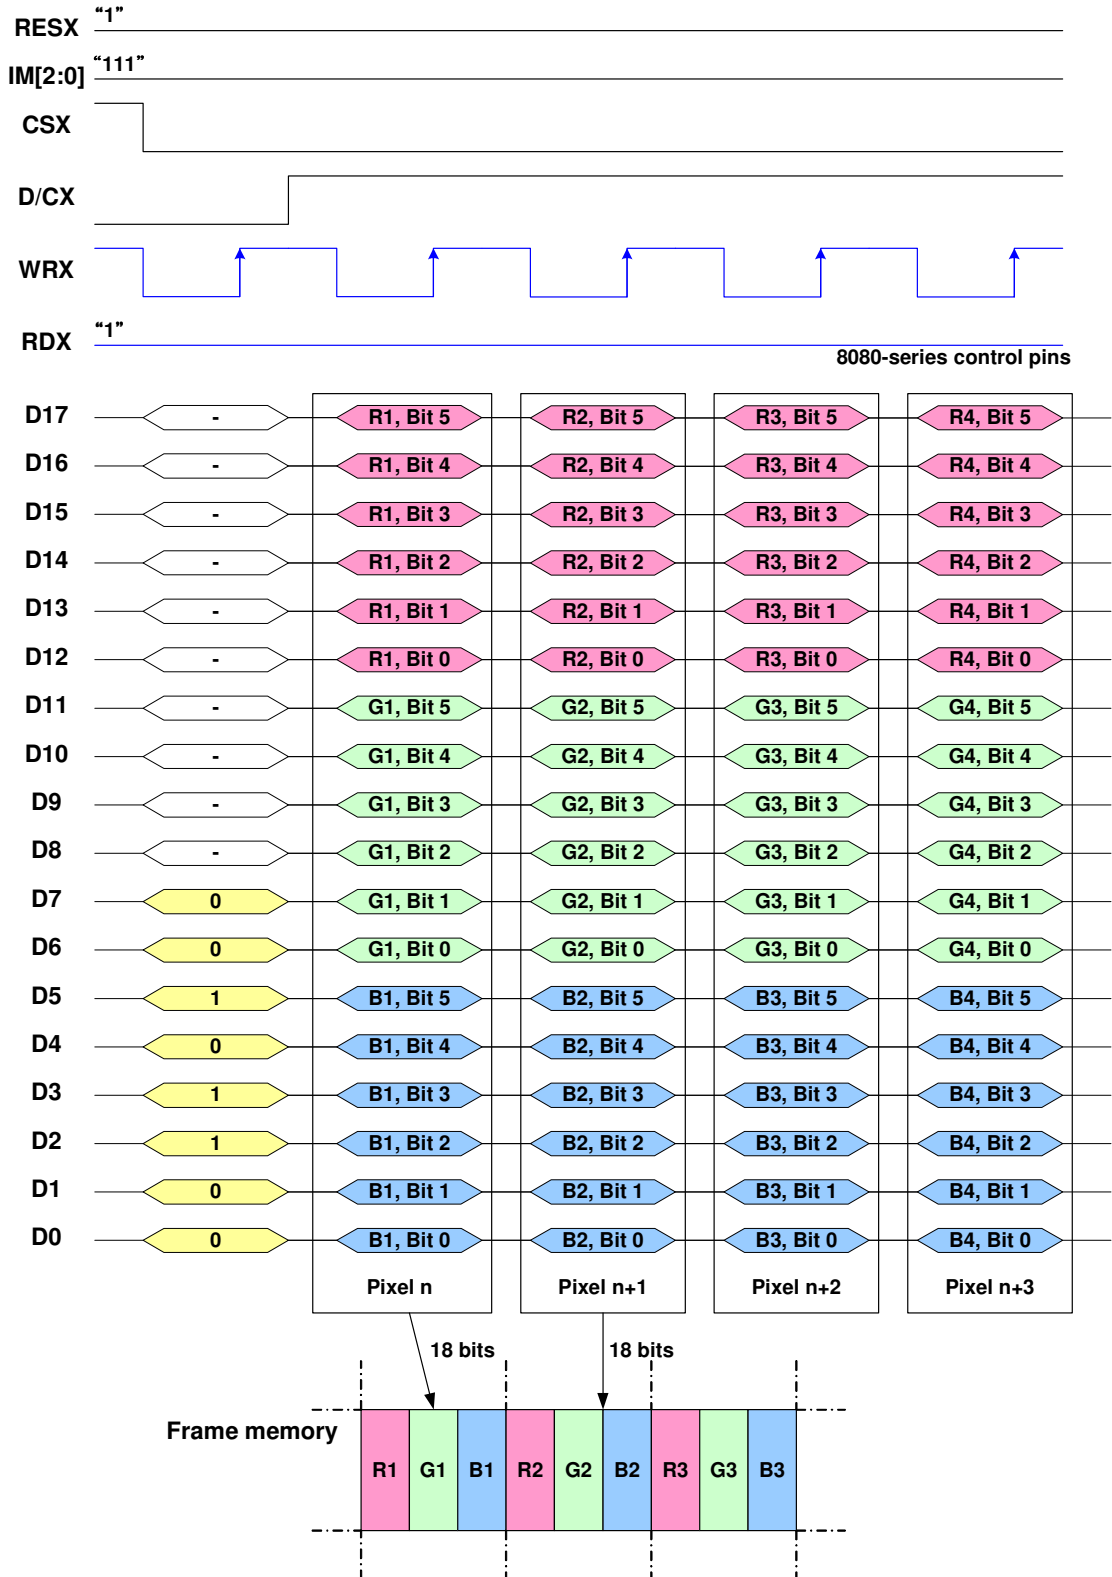 RESX “1”
IM[2:0] “111”
CSX
D/CX
WRX
RDX “1”
8080-series control pins
D17 - R1, Bit 5 R2, Bit 5 R3, Bit 5 R4, Bit 5
D16 - R1, Bit 4 R2, Bit 4 R3, Bit 4 R4, Bit 4
D15 - R1, Bit 3 R2, Bit 3 R3, Bit 3 R4, Bit 3
D14 - R1, Bit 2 R2, Bit 2 R3, Bit 2 R4, Bit 2
D13 - R1, Bit 1 R2, Bit 1 R3, Bit 1 R4, Bit 1
D12 - R1, Bit 0 R2, Bit 0 R3, Bit 0 R4, Bit 0
D11 - G1, Bit 5 G2, Bit 5 G3, Bit 5 G4, Bit 5
D10 - G1, Bit 4 G2, Bit 4 G3, Bit 4 G4, Bit 4
D9 - G1, Bit 3 G2, Bit 3 G3, Bit 3 G4, Bit 3
D8 - G1, Bit 2 G2, Bit 2 G3, Bit 2 G4, Bit 2
D7 0 G1, Bit 1 G2, Bit 1 G3, Bit 1 G4, Bit 1
D6 0 G1, Bit 0 G2, Bit 0 G3, Bit 0 G4, Bit 0
D5 1 B1, Bit 5 B2, Bit 5 B3, Bit 5 B4, Bit 5
D4 0 B1, Bit 4 B2, Bit 4 B3, Bit 4 B4, Bit 4
D3 1 B1, Bit 3 B2, Bit 3 B3, Bit 3 B4, Bit 3
D2 1 B1, Bit 2 B2, Bit 2 B3, Bit 2 B4, Bit 2
D1 0 B1, Bit 1 B2, Bit 1 B3, Bit 1 B4, Bit 1
D0 0 B1, Bit 0 B2, Bit 0 B3, Bit 0 B4, Bit 0
Pixel n Pixel n+1 Pixel n+2 Pixel n+3
18 bits 18 bits
Frame memory
R1 G1 B1 R2 G2 B2 R3 G3 B3